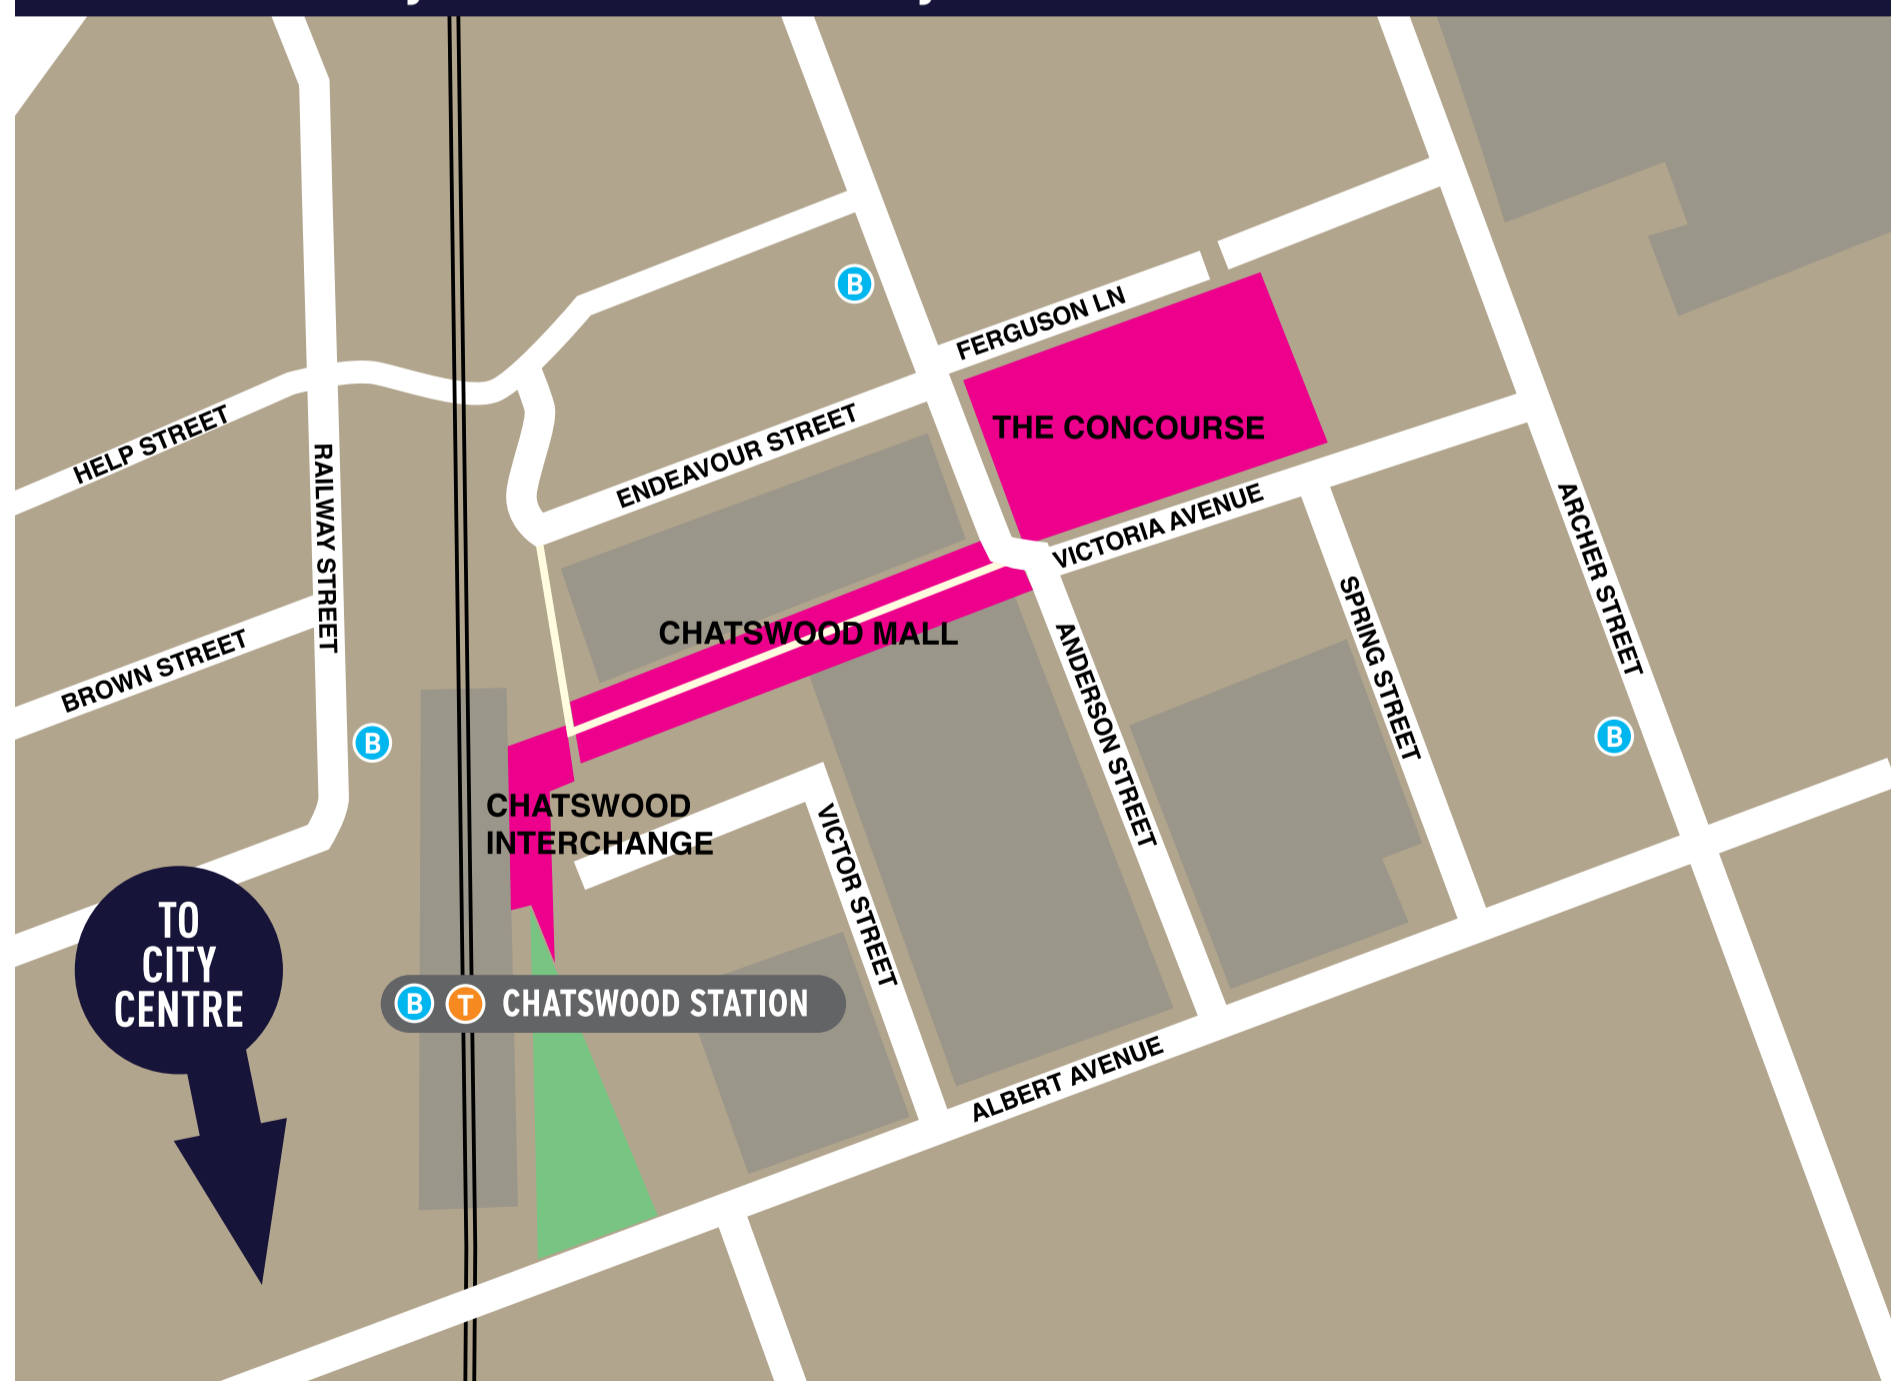 B
FERGUSON LN
THE CONCOURSE
HELP STREET
ENDEAVOUR STREET
RAILWAY STREET
VICTORIA AVENUE
ARCHER STREET
CHATSWOOD MALL
SPRING STREET
BROWN STREET
ANDERSON STREET
B
B
CHATSWOOD
INTERCHANGE
VICTOR STREET
TO
CITY
CENTRE
B T CHATSWOOD STATION
ALBERT AVENUE